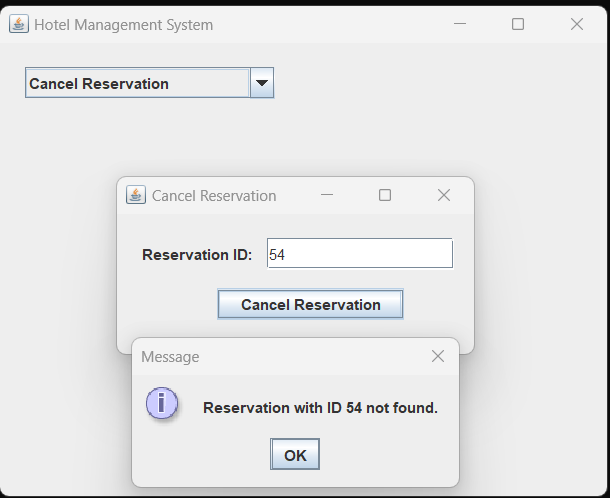 Hotel Management System
Cancel Reservation
Cancel Reservation
Reservation ID: 54
Cancel Reservation
Message
Reservation with ID 54 not found.
OK